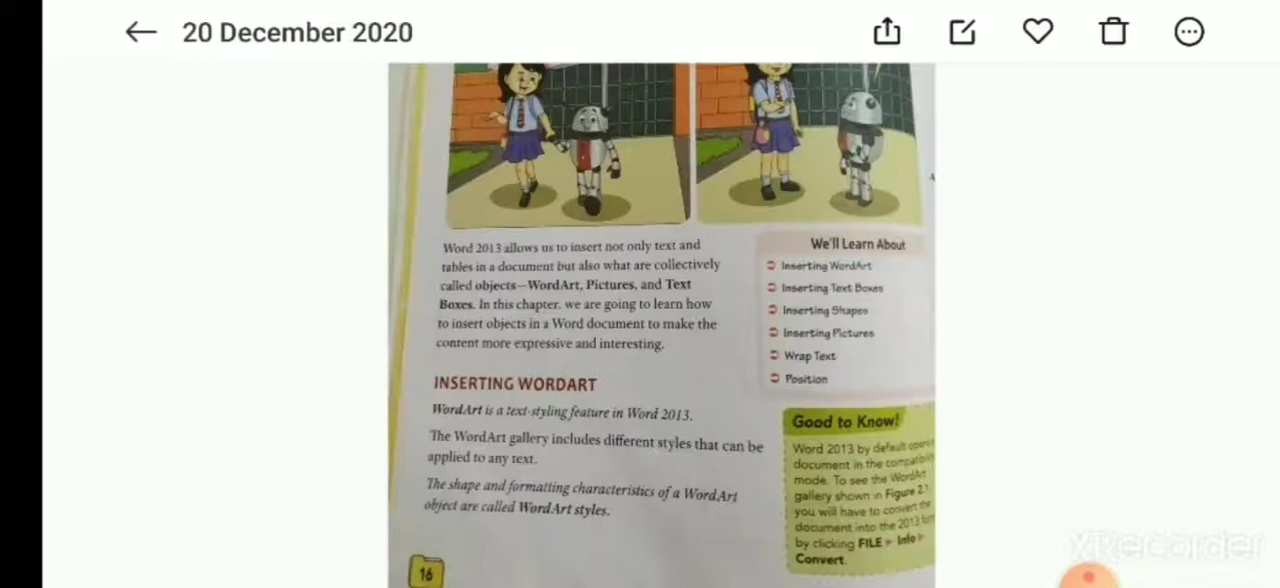 20 December 2020
Word 2013 allows us to insert not only text and
tables in a document but also what are collectively
called objects—WordArt, Pictures, and Text
Boxes. In this chapter, we are going to learn how
to insert objects in a Word document to make the
content more expressive and interesting.
We'll Learn About
Inserting WordArt
Inserting Text Boxes
Inserting Shapes
Inserting Pictures
Wrap Text
Position
INSERTING WORDART
WordArt is a text-styling feature in Word 2013.
The WordArt gallery includes different styles that can be
applied to any text.
The shape and formatting characteristics of a WordArt
object are called WordArt styles.
Good to Know!
Word 2013 by default
document in the
mode. To see the WordArt
gallery shown in Figure 2.1,
you will have to convert the
document into the 2013
by clicking FILE ► Info ►
Convert.
16
XRecorder